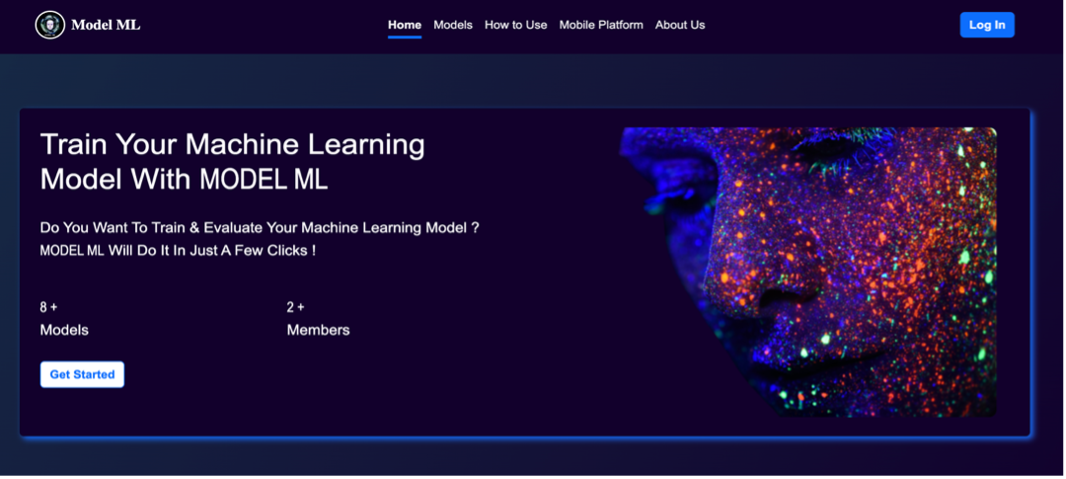 Model ML
Home Models How to Use Mobile Platform About Us
Log In
Train Your Machine Learning
Model With MODEL ML
Do You Want To Train & Evaluate Your Machine Learning Model ?
MODEL ML Will Do It In Just A Few Clicks !
8 +
Models
2 +
Members
Get Started